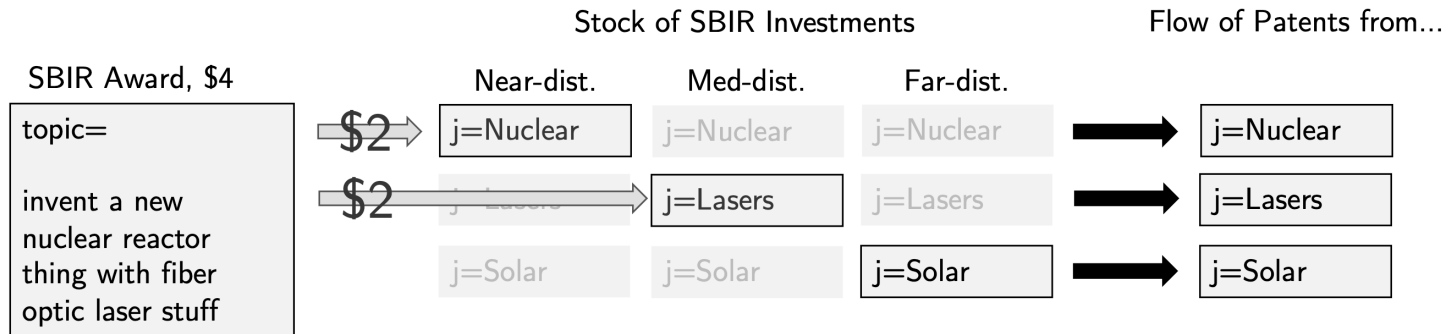 Stock of SBIR Investments
Flow of Patents from...
SBIR Award, $4
Near-dist.
Med-dist.
Far-dist.
topic=
invent a new
nuclear reactor
thing with fiber
optic laser stuff
$2
j=Nuclear
j=Nuclear
j=Nuclear
j=Nuclear
$2
j=Lasers
j=Lasers
j=Lasers
j=Lasers
j=Solar
j=Solar
j=Solar
j=Solar